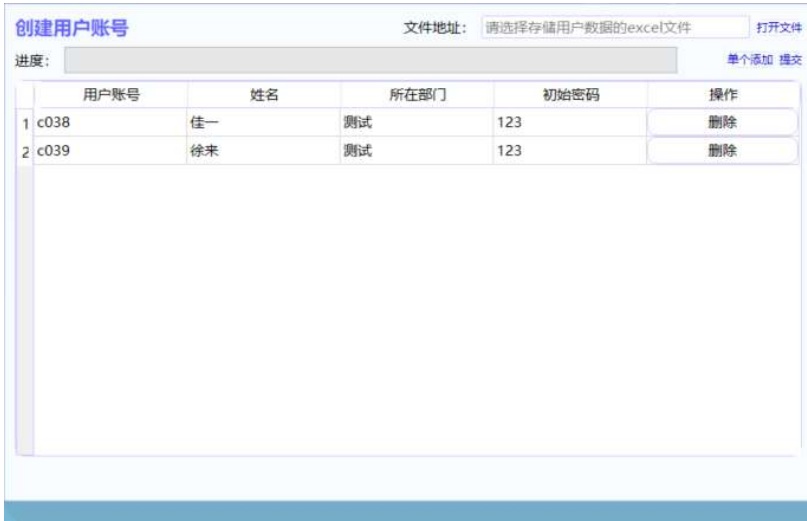 创建用户账号 文件地址: 请选择存储用户数据的excel文件 打开文件
进度: 单个添加 提交
用户账号 姓名 所在部门 初始密码 操作
1 c038 佳一 测试 123 删除
2 c039 徐来 测试 123 删除